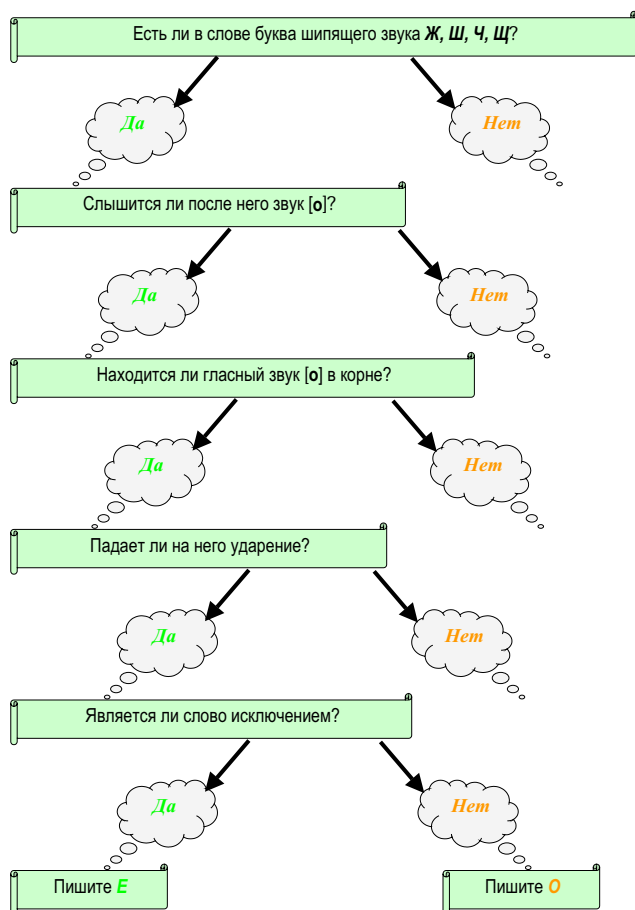 Есть ли в слове буква шипящего звука Ж, Ш, Ч, Щ?
Да
Нет
Слышится ли после него звук [о]?
Да
Нет
Находится ли гласный звук [о] в корне?
Да
Нет
Падает ли на него ударение?
Да
Нет
Является ли слово исключением?
Да
Нет
Пишите Е
Пишите О